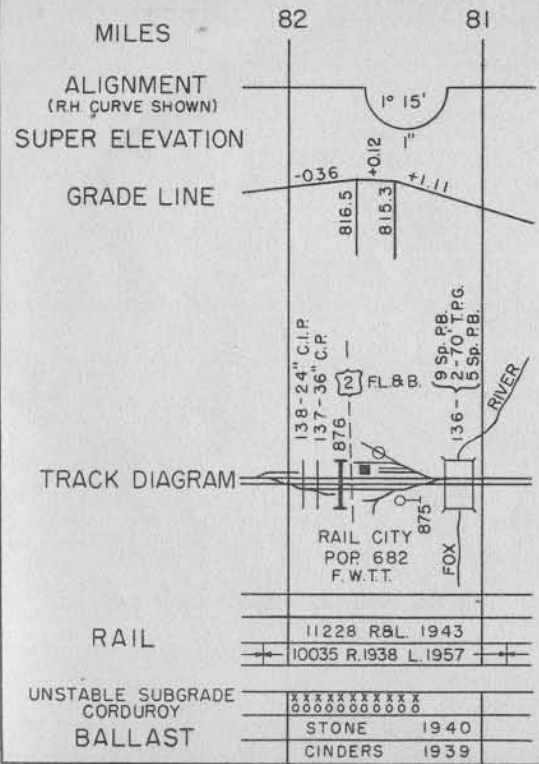 MILES
82
81
ALIGNMENT
(R.H. CURVE SHOWN)
1° 15'
SUPER ELEVATION
1"
GRADE LINE
-036
+0.12
+1.11
816.5
815.3
138-24" C.I.P.
137-36" C.P.
876
2
F.L.&B.
136-
9 Sp. P.B.
2-70' T.P.G.
5 Sp. P.B.
RIVER
TRACK DIAGRAM
875
FOX
RAIL CITY
POP. 682
F.W.T.T.
RAIL
11228 R&L. 1943
10035 R.1938 L.1957
UNSTABLE SUBGRADE
XXXXXXXXXXX
CORDUROY
OOOOOOOOOOO
BALLAST
STONE 1940
CINDERS 1939